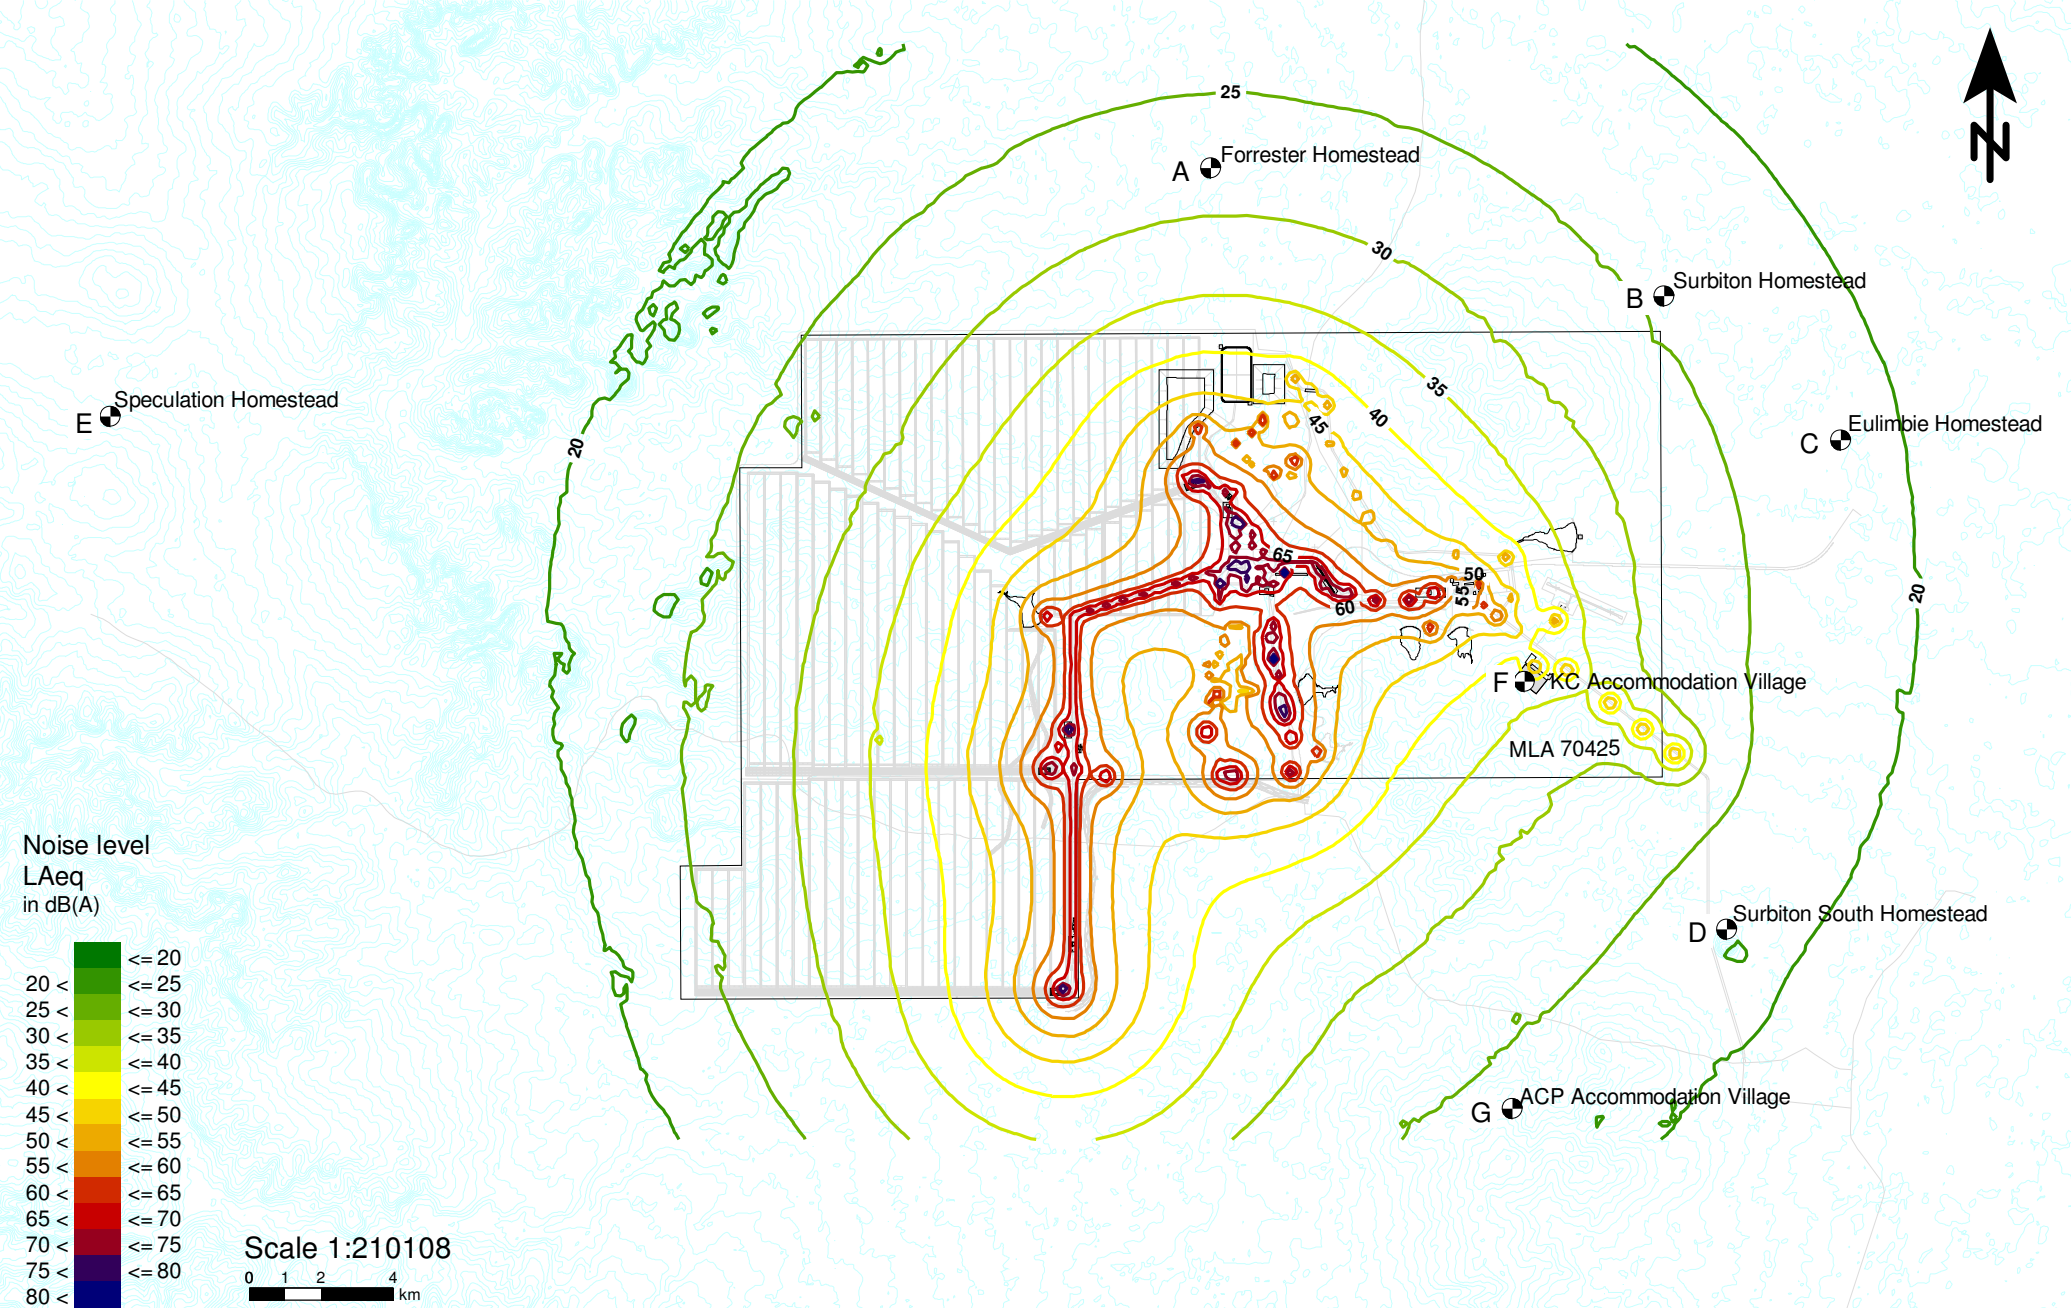 25
A Forrester Homestead
N
30
B Surbiton Homestead
35
E Speculation Homestead
40
45
C Eulimbie Homestead
20
65
50
55
60
20
F KC Accommodation Village
MLA 70425
D Surbiton South Homestead
G ACP Accommodation Village
Noise level
LAeq
in dB(A)
<= 20
20 < <= 25
25 < <= 30
30 < <= 35
35 < <= 40
40 < <= 45
45 < <= 50
50 < <= 55
55 < <= 60
60 < <= 65
65 < <= 70
70 < <= 75
75 < <= 80
80 <
Scale 1:210108
0 1 2 4
km